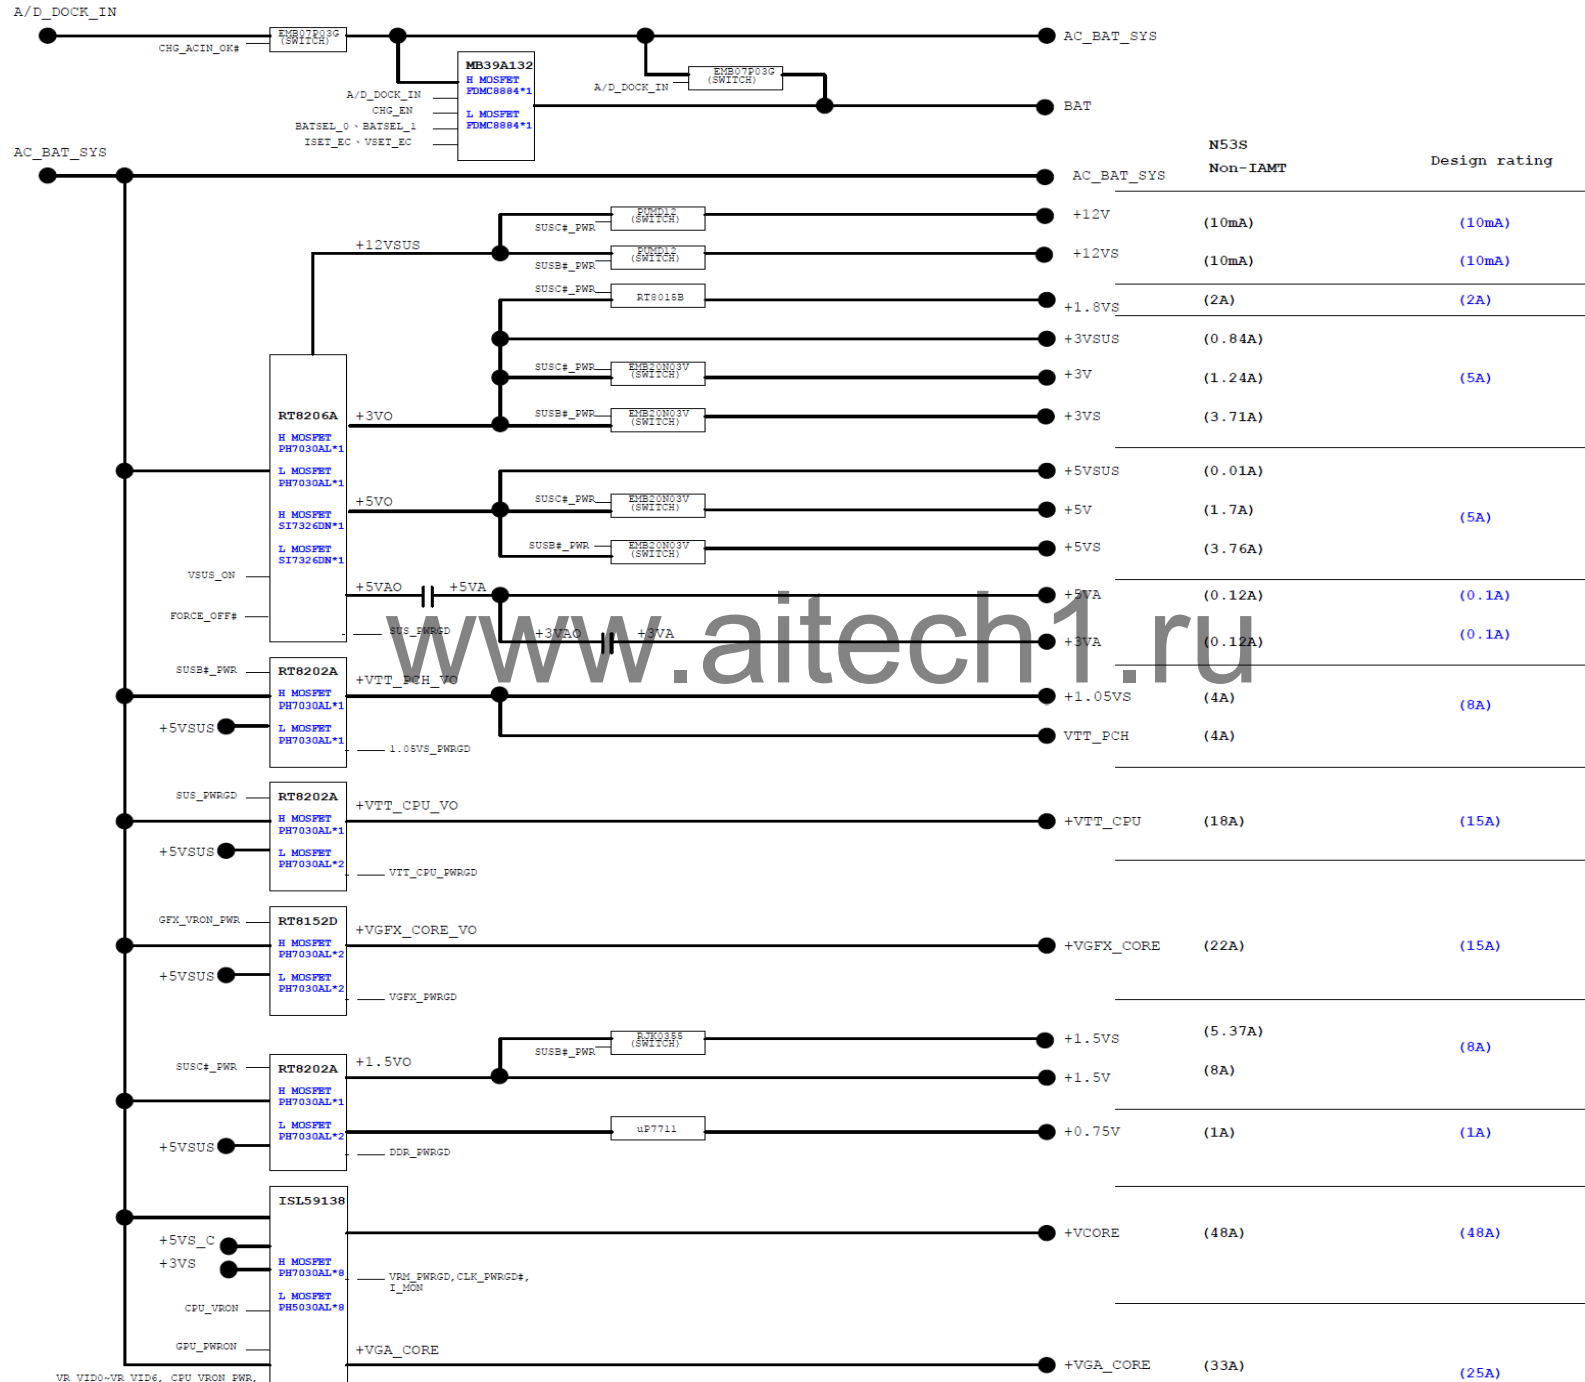 A/D_DOCK_IN
CHG_ACIN_OK#
EMB07P03G
(SWITCH)
AC_BAT_SYS
MB39A132
H MOSFET
FDMC8884*1
L MOSFET
FDMC8884*1
A/D_DOCK_IN
CHG_EN
BATSEL_0、BATSEL_1
ISET_EC、VSET_EC
A/D_DOCK_IN
EMB07P03G
(SWITCH)
BAT
N53S
Non-IAMT
Design rating
AC_BAT_SYS
AC_BAT_SYS
+12VSUS
SUSC#_PWR
PUMD12
(SWITCH)
+12V
(10mA)
(10mA)
SUSB#_PWR
PUMD12
(SWITCH)
+12VS
(10mA)
(10mA)
SUSC#_PWR
RT8015B
+1.8VS
(2A)
(2A)
+3VSUS
(0.84A)
SUSC#_PWR
EMB20N03V
(SWITCH)
+3V
(1.24A)
(5A)
RT8206A
+3VO
SUSB#_PWR
EMB20N03V
(SWITCH)
+3VS
(3.71A)
H MOSFET
PH7030AL*1
L MOSFET
PH7030AL*1
H MOSFET
SI7326DN*1
L MOSFET
SI7326DN*1
+5VSUS
(0.01A)
+5VO
SUSC#_PWR
EMB20N03V
(SWITCH)
+5V
(1.7A)
(5A)
SUSB#_PWR
EMB20N03V
(SWITCH)
+5VS
(3.76A)
VSUS_ON
FORCE_OFF#
+5VAO
+5VA
+5VA
(0.12A)
(0.1A)
SUS_PWRGD
+3VAO
+3VA
+3VA
(0.12A)
(0.1A)
www.aitech1.ru
SUSB#_PWR
RT8202A
H MOSFET
PH7030AL*1
L MOSFET
PH7030AL*1
+VTT_PCH_VO
+5VSUS
1.05VS_PWRGD
+1.05VS
(4A)
(8A)
VTT_PCH
(4A)
SUS_PWRGD
RT8202A
H MOSFET
PH7030AL*1
L MOSFET
PH7030AL*2
+VTT_CPU_VO
+5VSUS
VTT_CPU_PWRGD
+VTT_CPU
(18A)
(15A)
GFX_VRON_PWR
RT8152D
H MOSFET
PH7030AL*2
L MOSFET
PH7030AL*2
+VGFX_CORE_VO
+5VSUS
VGFX_PWRGD
+VGFX_CORE
(22A)
(15A)
SUSC#_PWR
RT8202A
H MOSFET
PH7030AL*1
L MOSFET
PH7030AL*2
+1.5VO
SUSB#_PWR
RJK0355
(SWITCH)
+1.5VS
(5.37A)
(8A)
+1.5V
(8A)
+5VSUS
DDR_PWRGD
uP7711
+0.75V
(1A)
(1A)
ISL59138
H MOSFET
PH7030AL*8
L MOSFET
PH5030AL*8
+5VS_C
+3VS
CPU_VRON
GPU_PWRON
VRM_PWRGD,CLK_PWRGD#,
I_MON
+VCORE
(48A)
(48A)
+VGA_CORE
+VGA_CORE
(33A)
(25A)
VR_VID0~VR_VID6, CPU_VRON_PWR,